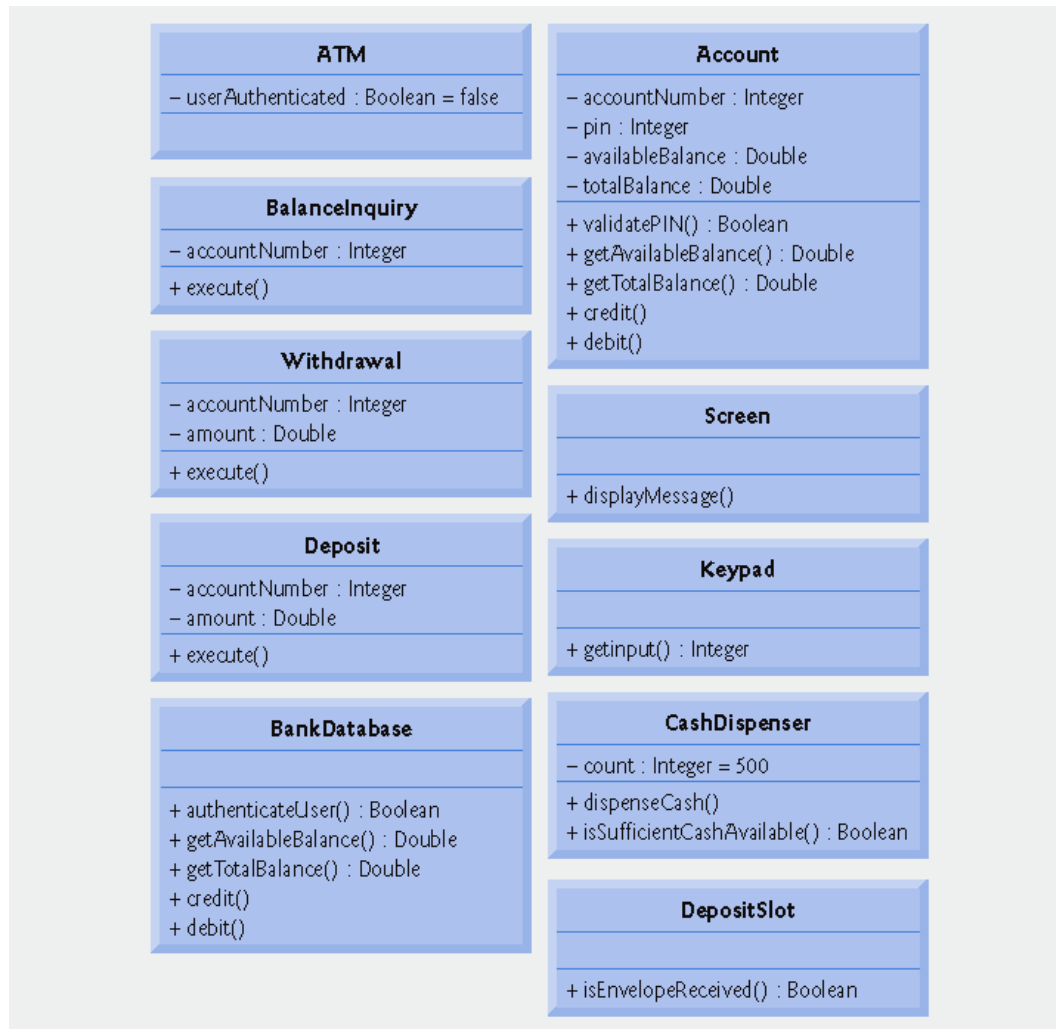 ATM
– userAuthenticated : Boolean = false
BalanceInquiry
– accountNumber : Integer
+ execute()
Withdrawal
– accountNumber : Integer
– amount : Double
+ execute()
Deposit
– accountNumber : Integer
– amount : Double
+ execute()
BankDatabase
+ authenticateUser() : Boolean
+ getAvailableBalance() : Double
+ getTotalBalance() : Double
+ credit()
+ debit()
Account
– accountNumber : Integer
– pin : Integer
– availableBalance : Double
– totalBalance : Double
+ validatePIN() : Boolean
+ getAvailableBalance() : Double
+ getTotalBalance() : Double
+ credit()
+ debit()
Screen
+ displayMessage()
Keypad
+ getinput() : Integer
CashDispenser
– count : Integer = 500
+ dispenseCash()
+ isSufficientCashAvailable() : Boolean
DepositSlot
+ isEnvelopeReceived() : Boolean